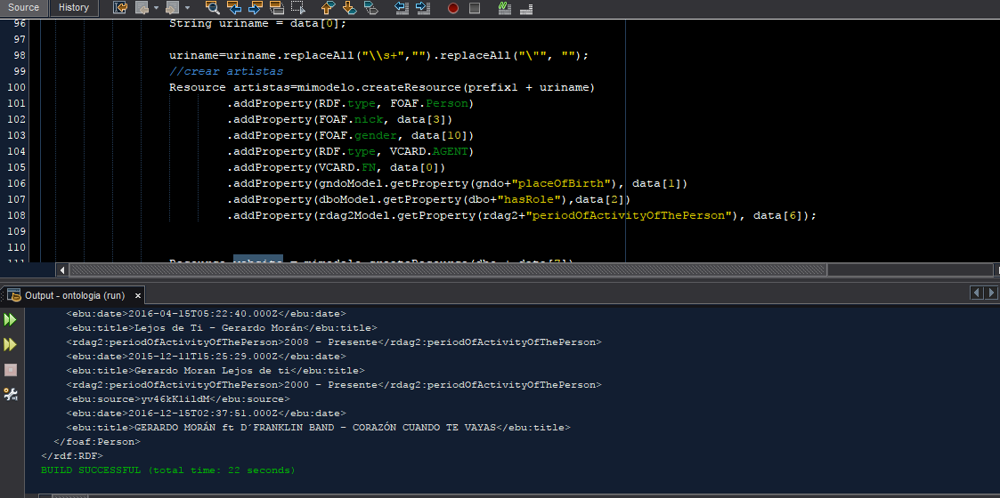 Source History
96 String uriname = data[0];
97
98 uriname=uriname.replaceAll("\\s+","").replaceAll("\"", "");
99 //crear artistas
100 Resource artistas=mimodelo.createResource(prefix1 + uriname)
101 .addProperty(RDF.type, FOAF.Person)
102 .addProperty(FOAF.nick, data[3])
103 .addProperty(FOAF.gender, data[10])
104 .addProperty(RDF.type, VCARD.AGENT)
105 .addProperty(VCARD.FN, data[0])
106 .addProperty(gndoModel.getProperty(gndo+"placeOfBirth"), data[1])
107 .addProperty(dboModel.getProperty(dbo+"hasRole"),data[2])
108 .addProperty(rdag2Model.getProperty(rdag2+"periodOfActivityOfThePerson"), data[6]);
109
110
111 Resource website = mimodelo.createResource(dbo + data[7])
Output - ontologia (run) ×
<ebu:date>2016-04-15T05:22:40.000Z</ebu:date>
<ebu:title>Lejos de Ti - Gerardo Morán</ebu:title>
<rdag2:periodOfActivityOfThePerson>2008 - Presente</rdag2:periodOfActivityOfThePerson>
<ebu:date>2015-12-11T15:25:29.000Z</ebu:date>
<ebu:title>Gerardo Moran Lejos de ti</ebu:title>
<rdag2:periodOfActivityOfThePerson>2000 - Presente</rdag2:periodOfActivityOfThePerson>
<ebu:source>yv46kKlildM</ebu:source>
<ebu:date>2016-12-15T02:37:51.000Z</ebu:date>
<ebu:title>GERARDO MORÁN ft D´FRANKLIN BAND - CORAZÓN CUANDO TE VAYAS</ebu:title>
</foaf:Person>
</rdf:RDF>
BUILD SUCCESSFUL (total time: 22 seconds)